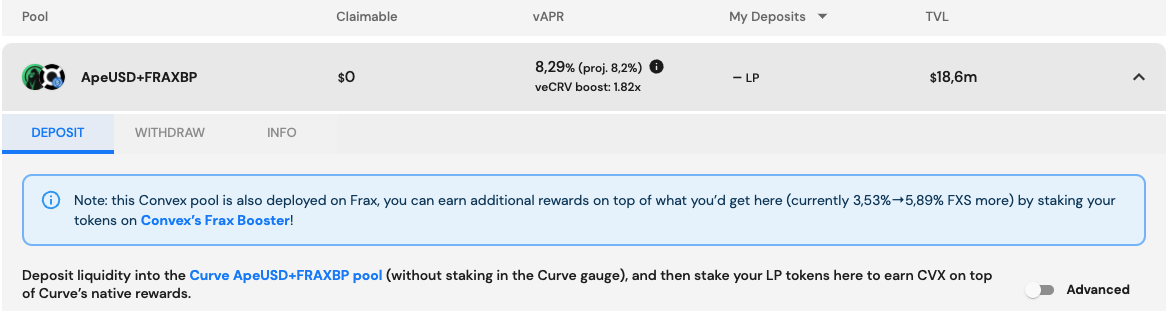 Pool Claimable vAPR My Deposits TVL
ApeUSD+FRAXBP $0 8,29% (proj. 8,2%) – LP $18,6m
veCRV boost: 1.82x
DEPOSIT WITHDRAW INFO
Note: this Convex pool is also deployed on Frax, you can earn additional rewards on top of what you’d get here (currently 3,53%→5,89% FXS more) by staking your
tokens on Convex’s Frax Booster!
Deposit liquidity into the Curve ApeUSD+FRAXBP pool (without staking in the Curve gauge), and then stake your LP tokens here to earn CVX on top
of Curve’s native rewards.
Advanced